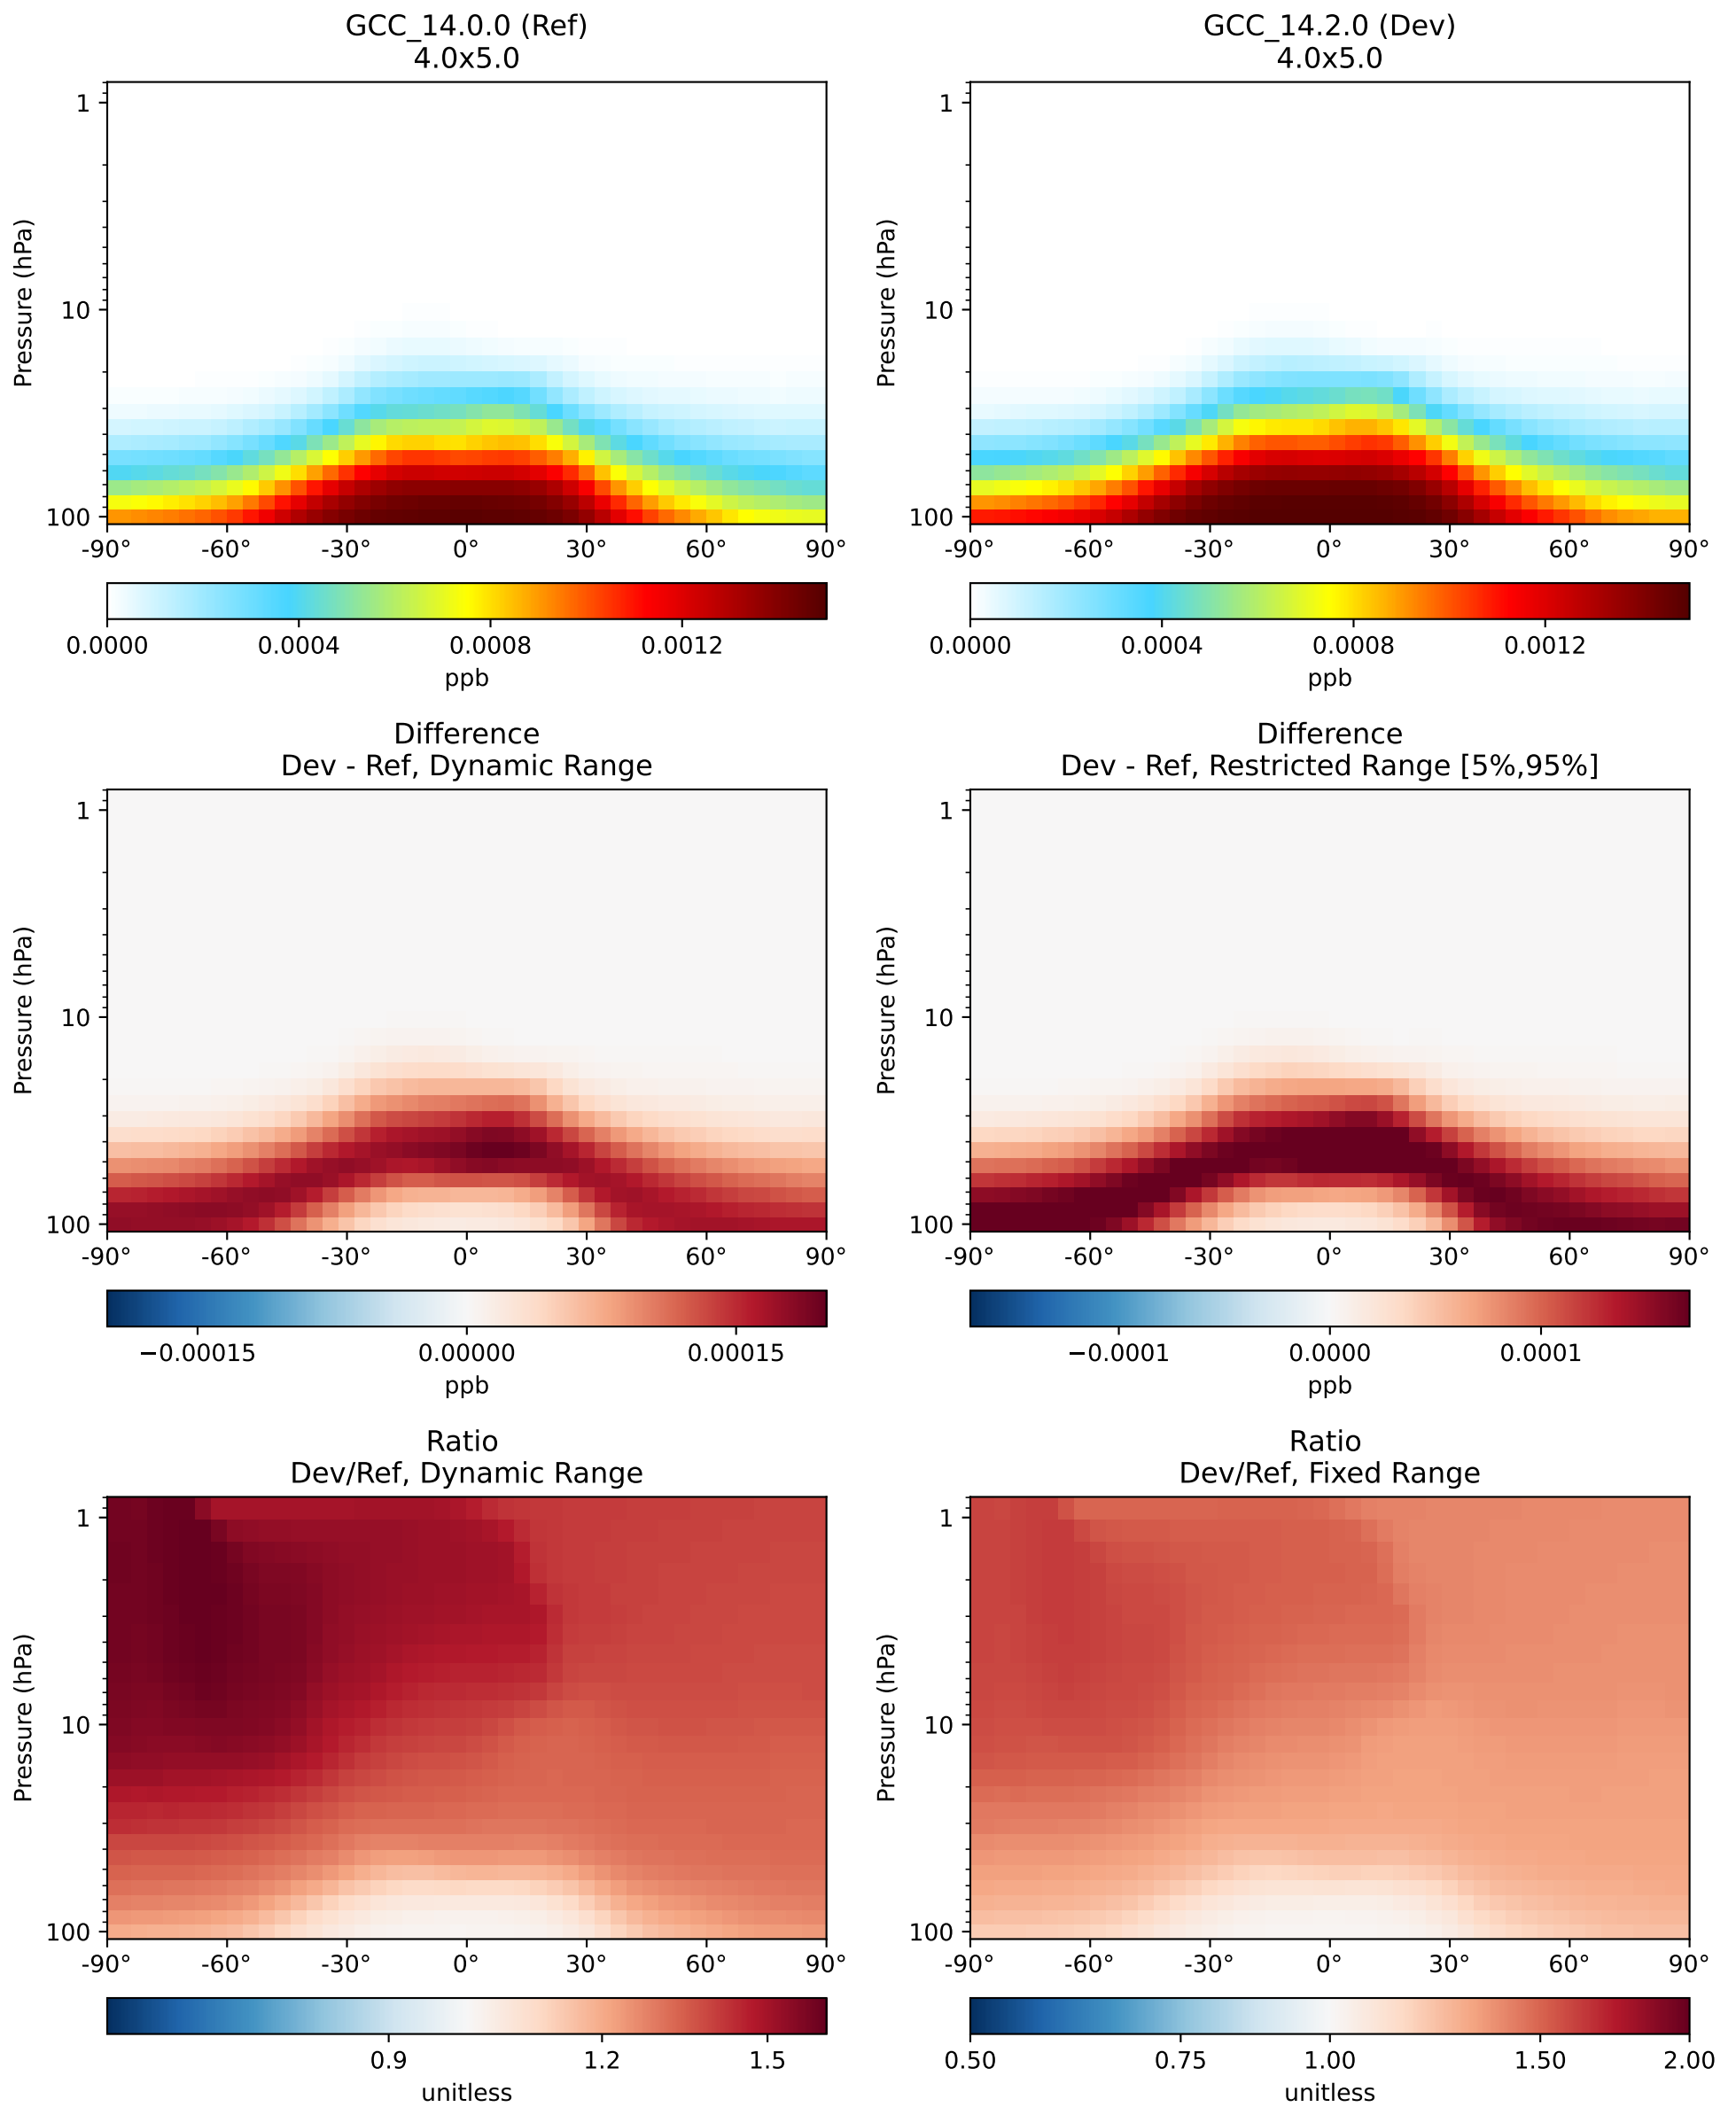 GCC_14.0.0 (Ref)
4.0x5.0
Pressure (hPa)
1
10
100
-90° -60° -30° 0° 30° 60° 90°
0.0000 0.0004 0.0008 0.0012
ppb
GCC_14.2.0 (Dev)
4.0x5.0
Pressure (hPa)
1
10
100
-90° -60° -30° 0° 30° 60° 90°
0.0000 0.0004 0.0008 0.0012
ppb
Difference
Dev - Ref, Dynamic Range
Pressure (hPa)
1
10
100
-90° -60° -30° 0° 30° 60° 90°
−0.00015 0.00000 0.00015
ppb
Difference
Dev - Ref, Restricted Range [5%,95%]
Pressure (hPa)
1
10
100
-90° -60° -30° 0° 30° 60° 90°
−0.0001 0.0000 0.0001
ppb
Ratio
Dev/Ref, Dynamic Range
Pressure (hPa)
1
10
100
-90° -60° -30° 0° 30° 60° 90°
0.9 1.2 1.5
unitless
Ratio
Dev/Ref, Fixed Range
Pressure (hPa)
1
10
100
-90° -60° -30° 0° 30° 60° 90°
0.50 0.75 1.00 1.50 2.00
unitless